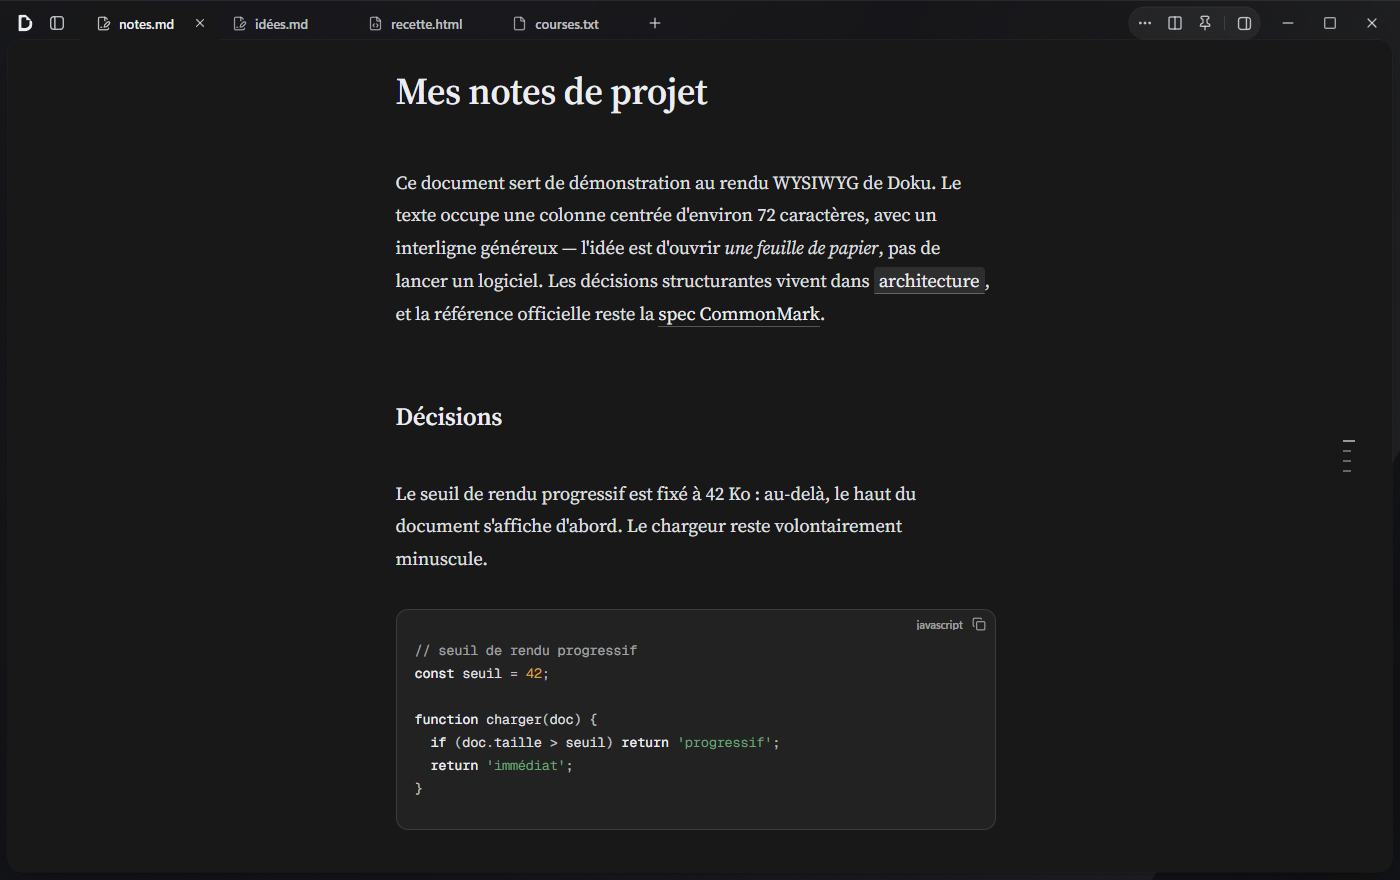 notes.md
idées.md
recette.html
courses.txt
Mes notes de projet
Ce document sert de démonstration au rendu WYSIWYG de Doku. Le
texte occupe une colonne centrée d'environ 72 caractères, avec un
interligne généreux — l'idée est d'ouvrir une feuille de papier, pas de
lancer un logiciel. Les décisions structurantes vivent dans architecture ,
et la référence officielle reste la spec CommonMark.
Décisions
Le seuil de rendu progressif est fixé à 42 Ko : au-delà, le haut du
document s'affiche d'abord. Le chargeur reste volontairement
minuscule.
javascript
// seuil de rendu progressif
const seuil = 42;
function charger(doc) {
  if (doc.taille > seuil) return 'progressif';
  return 'immédiat';
}